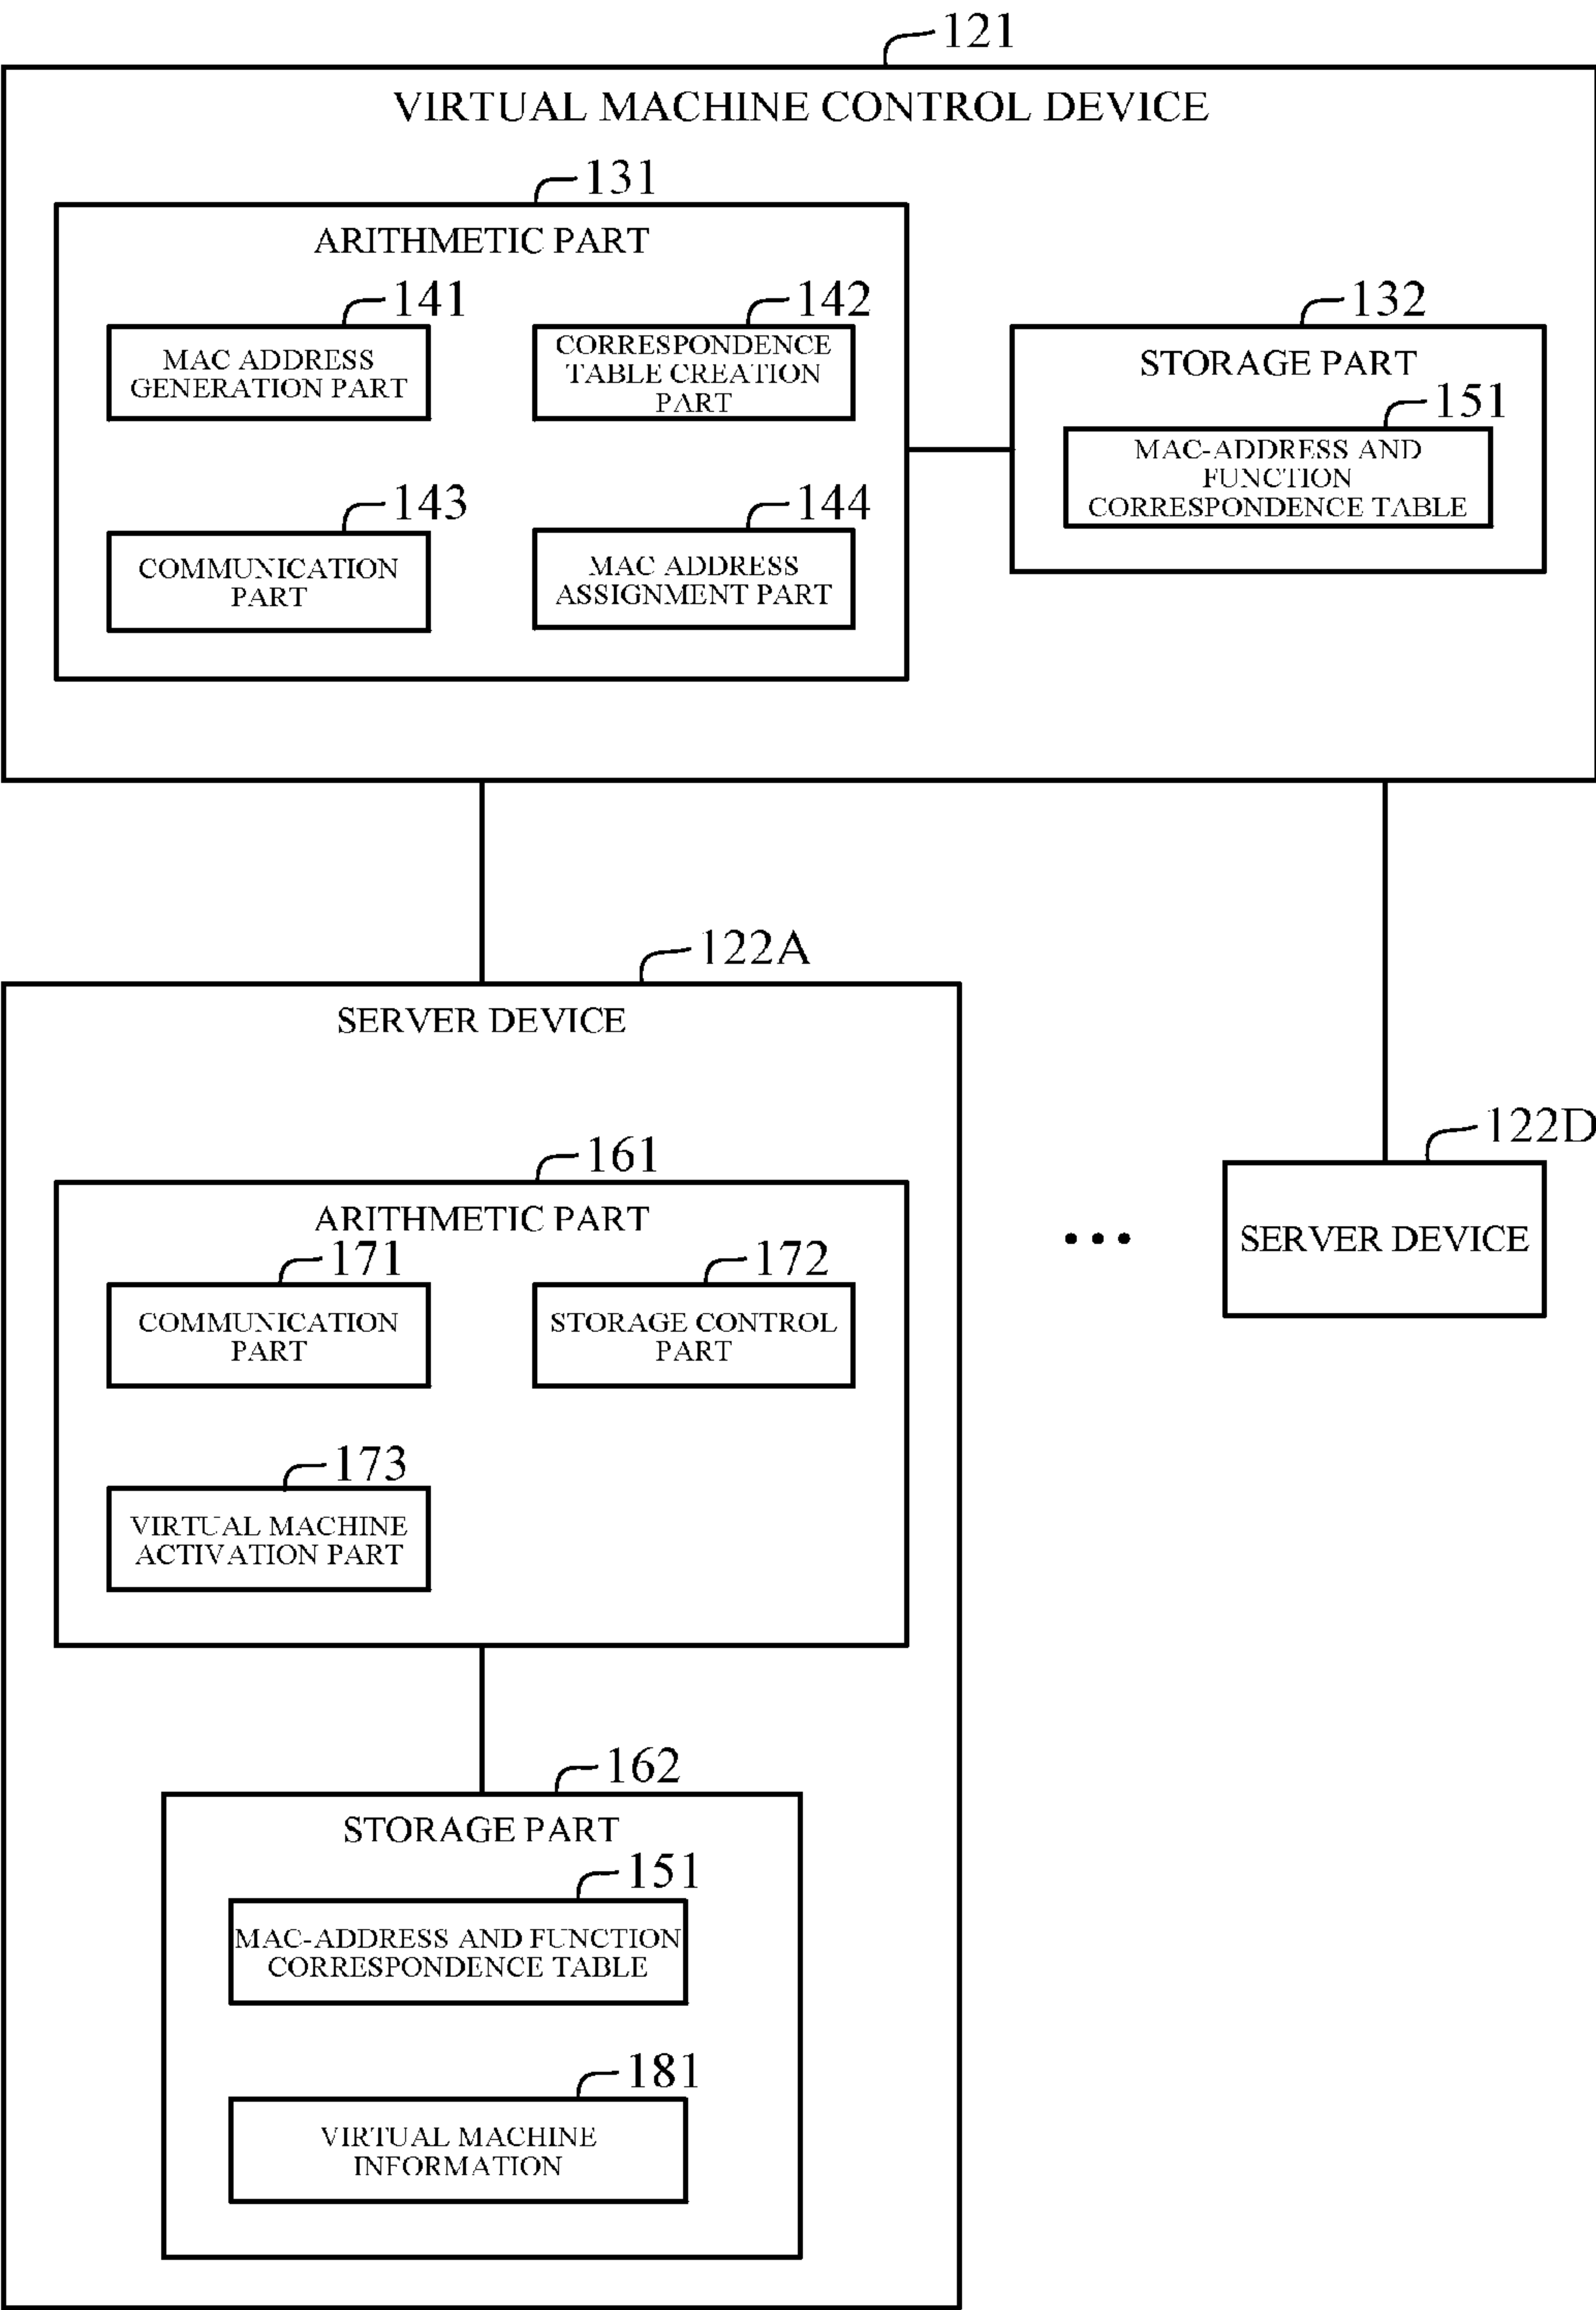 121
VIRTUAL MACHINE CONTROL DEVICE
131
ARITHMETIC PART
141
MAC ADDRESS
GENERATION PART
142
CORRESPONDENCE
TABLE CREATION
PART
143
COMMUNICATION
PART
144
MAC ADDRESS
ASSIGNMENT PART
132
STORAGE PART
151
MAC-ADDRESS AND
FUNCTION
CORRESPONDENCE TABLE
122A
SERVER DEVICE
161
ARITHMETIC PART
171
COMMUNICATION
PART
172
STORAGE CONTROL
PART
173
VIRTUAL MACHINE
ACTIVATION PART
162
STORAGE PART
151
MAC-ADDRESS AND FUNCTION
CORRESPONDENCE TABLE
181
VIRTUAL MACHINE
INFORMATION
...
122D
SERVER DEVICE